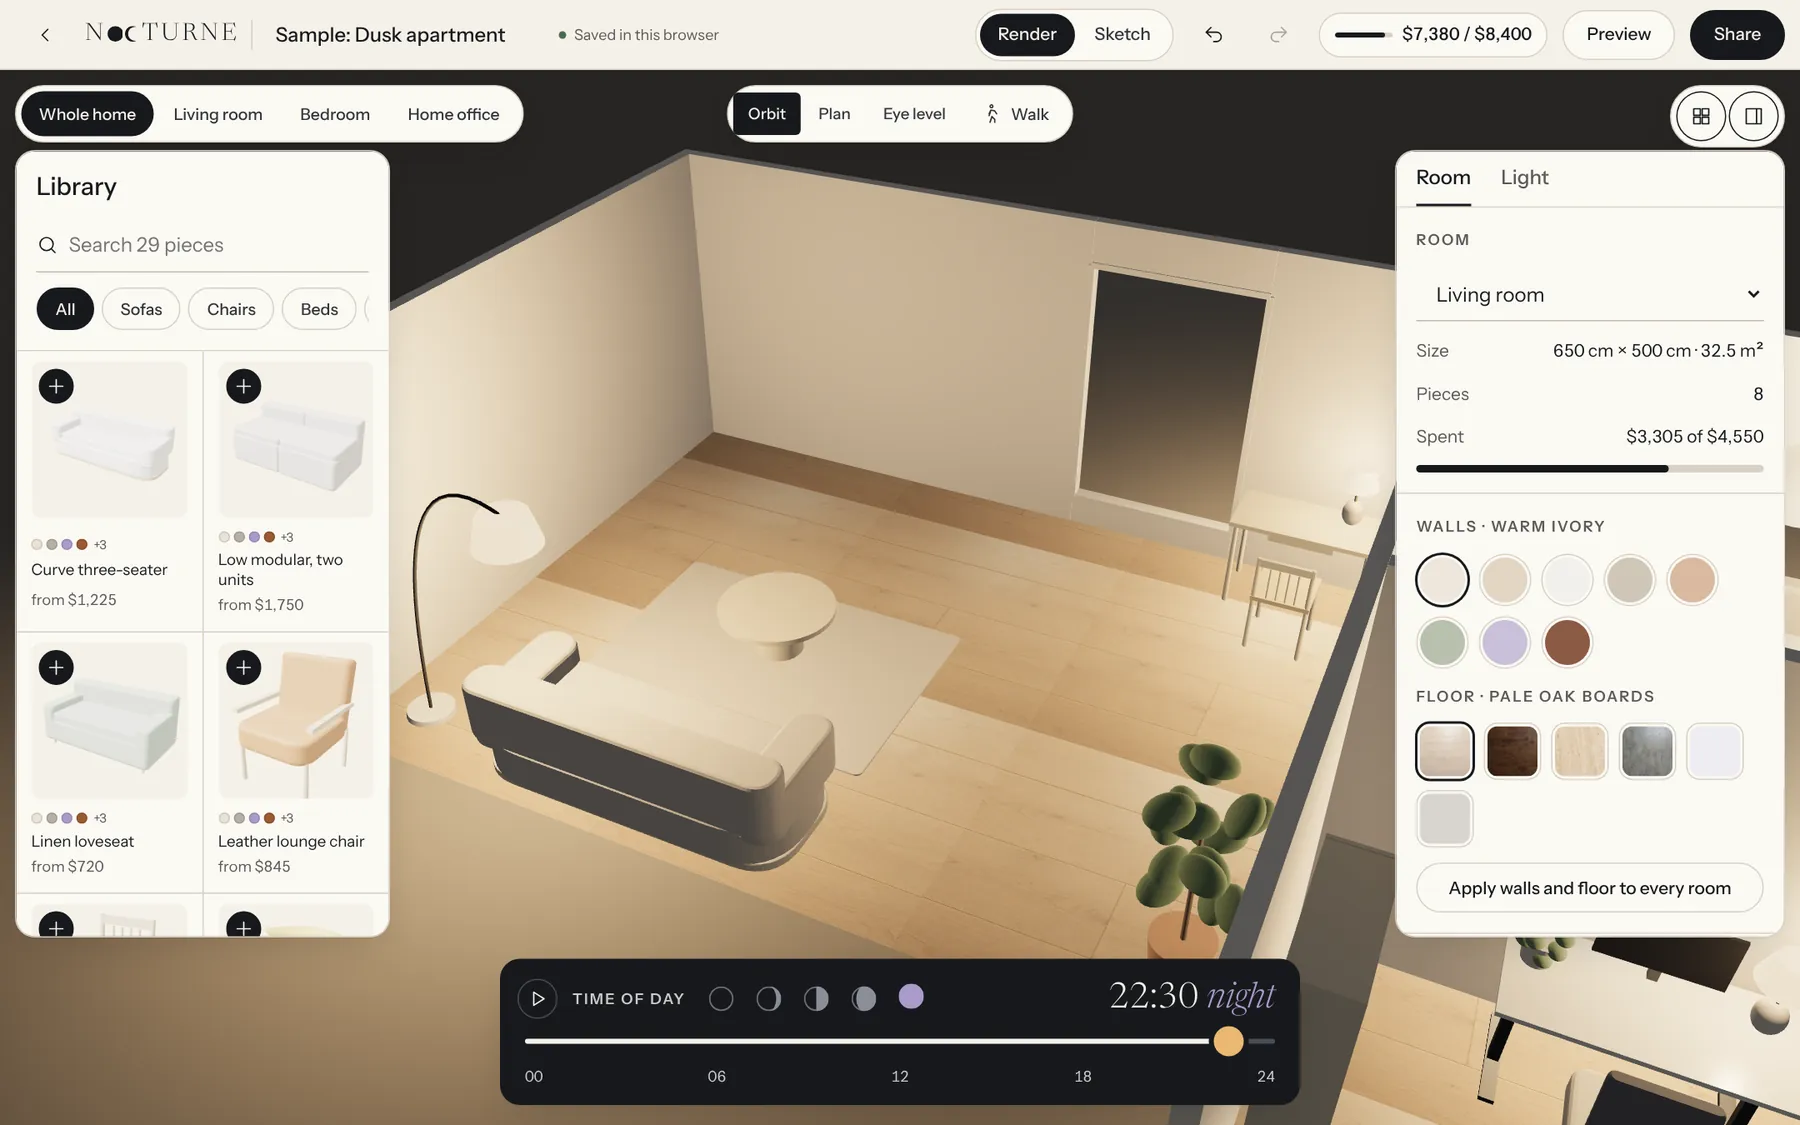 NOCTURNE
Sample: Dusk apartment
Saved in this browser
Render
Sketch
$7,380 / $8,400
Preview
Share
Whole home
Living room
Bedroom
Home office
Orbit
Plan
Eye level
Walk
Library
Search 29 pieces
All
Sofas
Chairs
Beds
+3
Curve three-seater
from $1,225
+3
Low modular, two
units
from $1,750
+3
Linen loveseat
from $720
+3
Leather lounge chair
from $845
Room
Light
ROOM
Living room
Size
650 cm × 500 cm · 32.5 m²
Pieces
8
Spent
$3,305 of $4,550
WALLS · WARM IVORY
FLOOR · PALE OAK BOARDS
Apply walls and floor to every room
TIME OF DAY
22:30 night
00
06
12
18
24